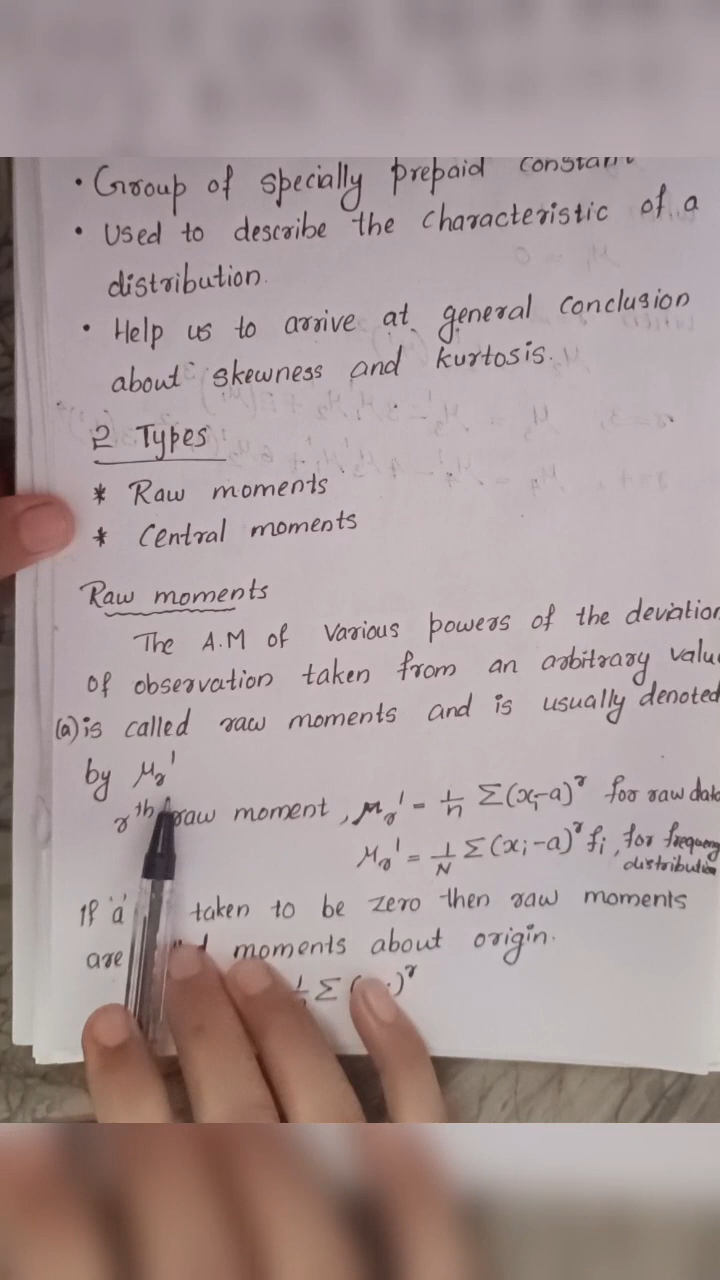 • Group of specially prepaid constant
• Used to describe the characteristic of a
distribution.
• Help us to arrive at general conclusion
about skewness and kurtosis.
2 Types
* Raw moments
* Central moments
Raw moments
The A.M of various powers of the deviation
of observation taken from an arbitrary value
(a) is called raw moments and is usually denoted
by μr'
rth raw moment, μr' = 1/n Σ(xi-a)^r for raw data
μr' = 1/N Σ(xi-a)^r fi, for frequency
distribution
If 'a' taken to be zero then raw moments
are moments about origin.
Σ( )^r